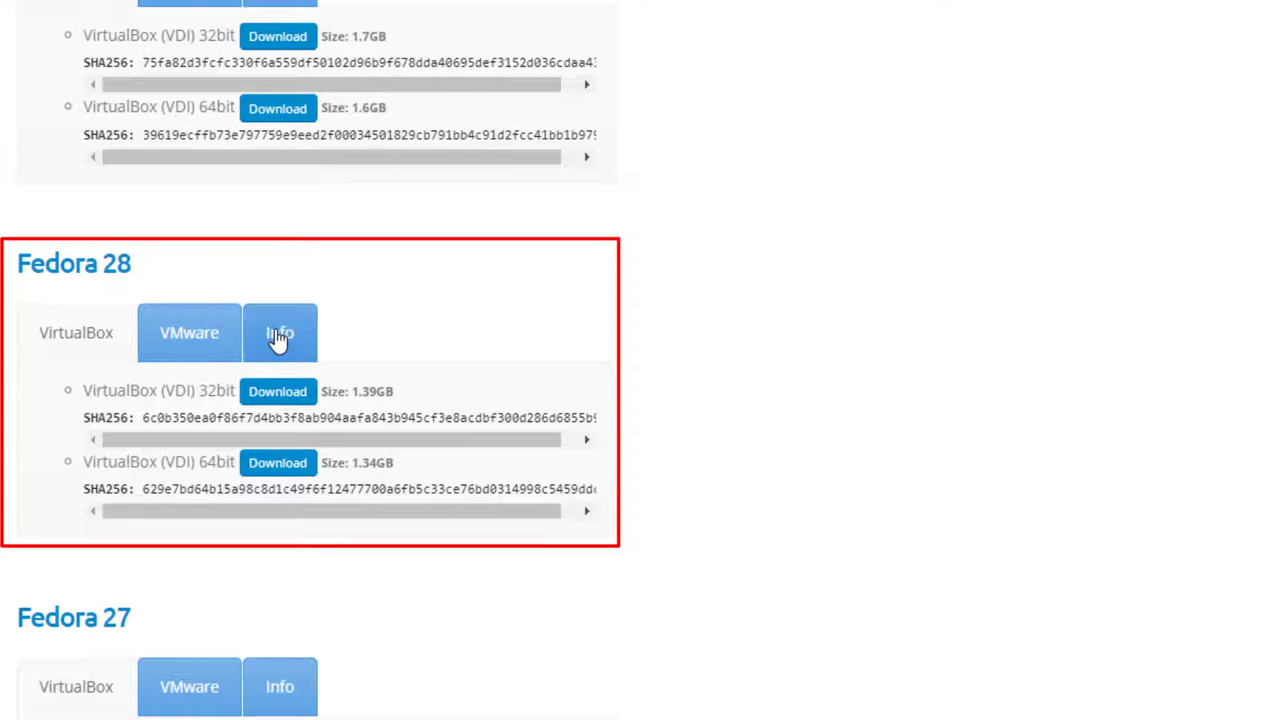 VirtualBox (VDI) 32bit Download Size: 1.7GB
SHA256: 75fa82d3fcfc330f6a559df50102d96b9f678dda40695def3152d036cdaa4
VirtualBox (VDI) 64bit Download Size: 1.6GB
SHA256: 39619ecffb73e797759e9eed2f00034501829cb791bb4c91d2fcc41bb1b979
Fedora 28
VirtualBox VMware Info
VirtualBox (VDI) 32bit Download Size: 1.39GB
SHA256: 6c0b350ea0f86f7d4bb3f8ab904aafa843b945cf3e8acdbf300d286d6855b9
VirtualBox (VDI) 64bit Download Size: 1.34GB
SHA256: 629e7bd64b15a98c8d1c49f6f12477700a6fb5c33ce76bd0314998c5459dd
Fedora 27
VirtualBox VMware Info